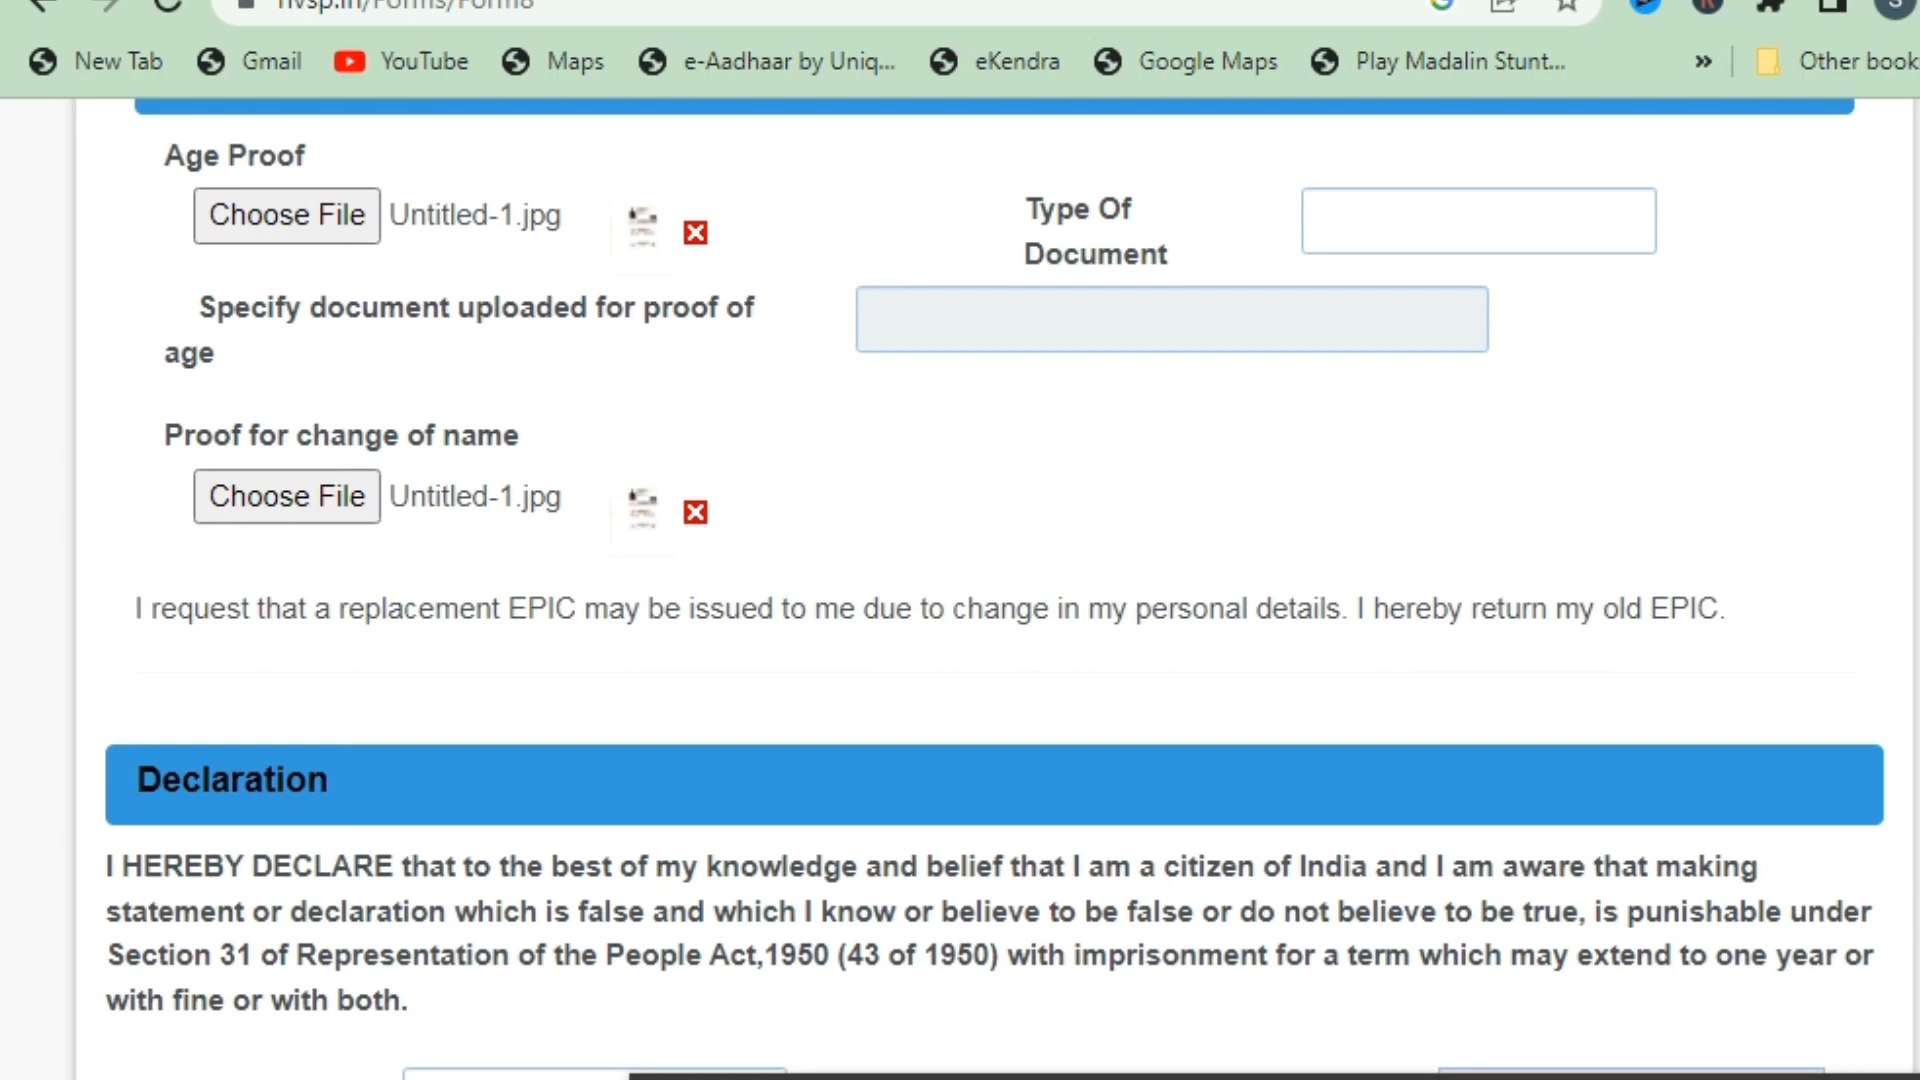 nvsp.in/Forms/Form8
New Tab Gmail YouTube Maps e-Aadhaar by Uniq... eKendra Google Maps Play Madalin Stunt... » Other book
Age Proof
Choose File Untitled-1.jpg
Type Of
Document
Specify document uploaded for proof of
age
Proof for change of name
Choose File Untitled-1.jpg
I request that a replacement EPIC may be issued to me due to change in my personal details. I hereby return my old EPIC.
Declaration
I HEREBY DECLARE that to the best of my knowledge and belief that I am a citizen of India and I am aware that making
statement or declaration which is false and which I know or believe to be false or do not believe to be true, is punishable under
Section 31 of Representation of the People Act,1950 (43 of 1950) with imprisonment for a term which may extend to one year or
with fine or with both.